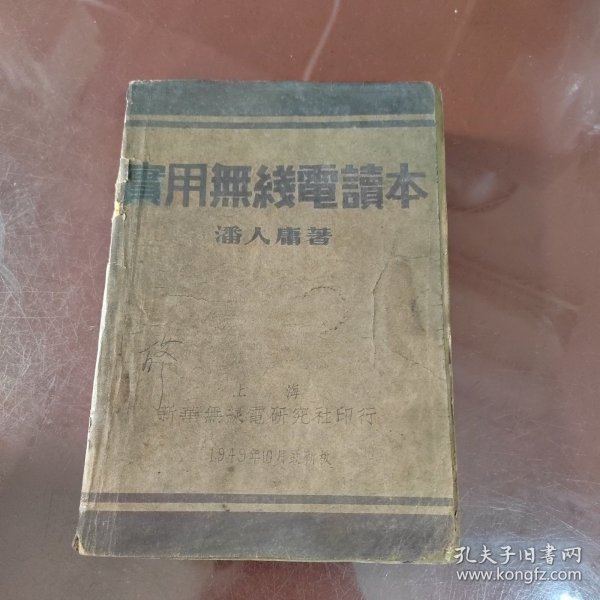 實用無綫電讀本
潘人庸著
上海
新華無綫電研究社印行
1949年10月
孔夫子旧書网
www.kongfz.com